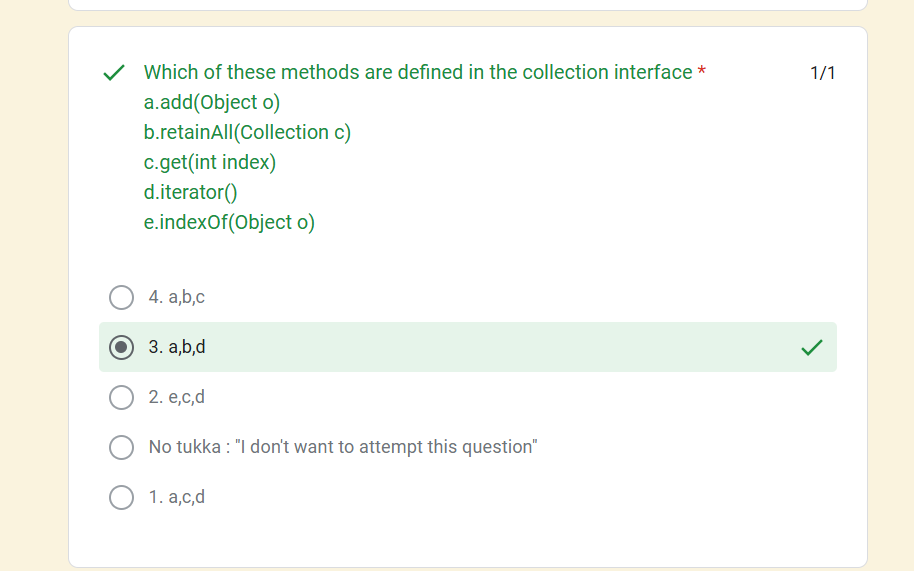 Which of these methods are defined in the collection interface * 1/1
a.add(Object o)
b.retainAll(Collection c)
c.get(int index)
d.iterator()
e.indexOf(Object o)
4. a,b,c
3. a,b,d
2. e,c,d
No tukka : "I don't want to attempt this question"
1. a,c,d